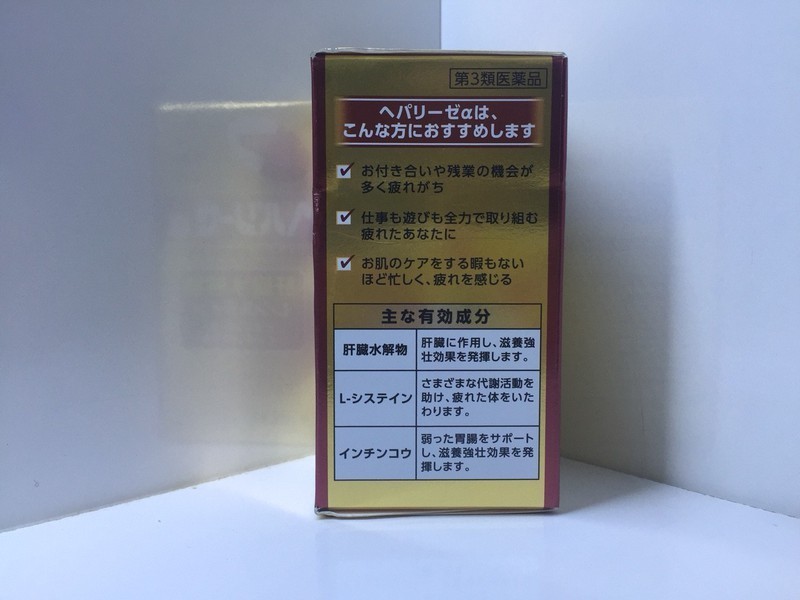 第3類医薬品
ヘパリーゼαは、
こんな方におすすめします
お付き合いや残業の機会が
多く疲れがち
仕事も遊びも全力で取り組む
疲れたあなたに
お肌のケアをする暇もない
ほど忙しく、疲れを感じる
主な有効成分
肝臓水解物
肝臓に作用し、滋養強
壮効果を発揮します。
L-システイン
さまざまな代謝活動を
助け、疲れた体をいた
わります。
インチンコウ
弱った胃腸をサポート
し、滋養強壮効果を発
揮します。